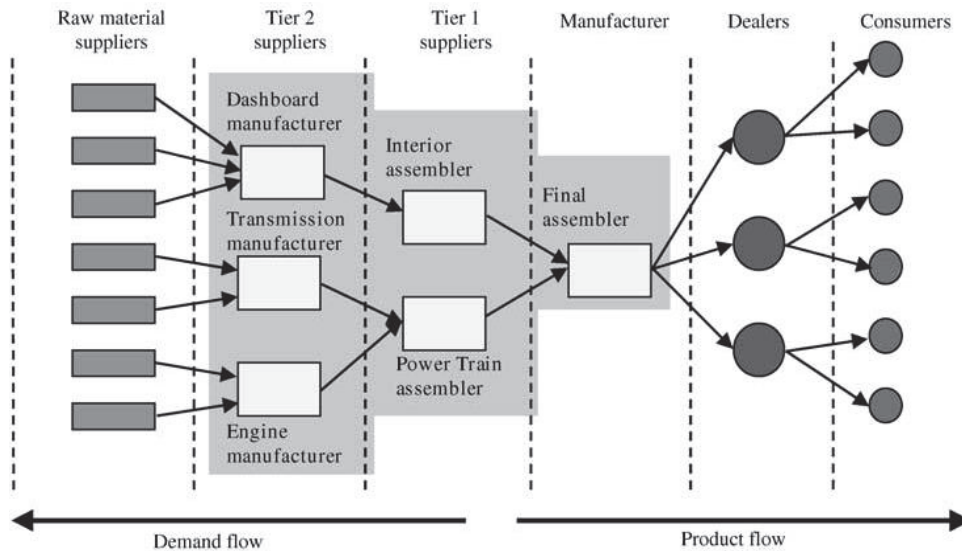 Raw material
suppliers
Tier 2
suppliers
Tier 1
suppliers
Manufacturer
Dealers
Consumers
Dashboard
manufacturer
Interior
assembler
Final
assembler
Transmission
manufacturer
Power Train
assembler
Engine
manufacturer
Demand flow
Product flow